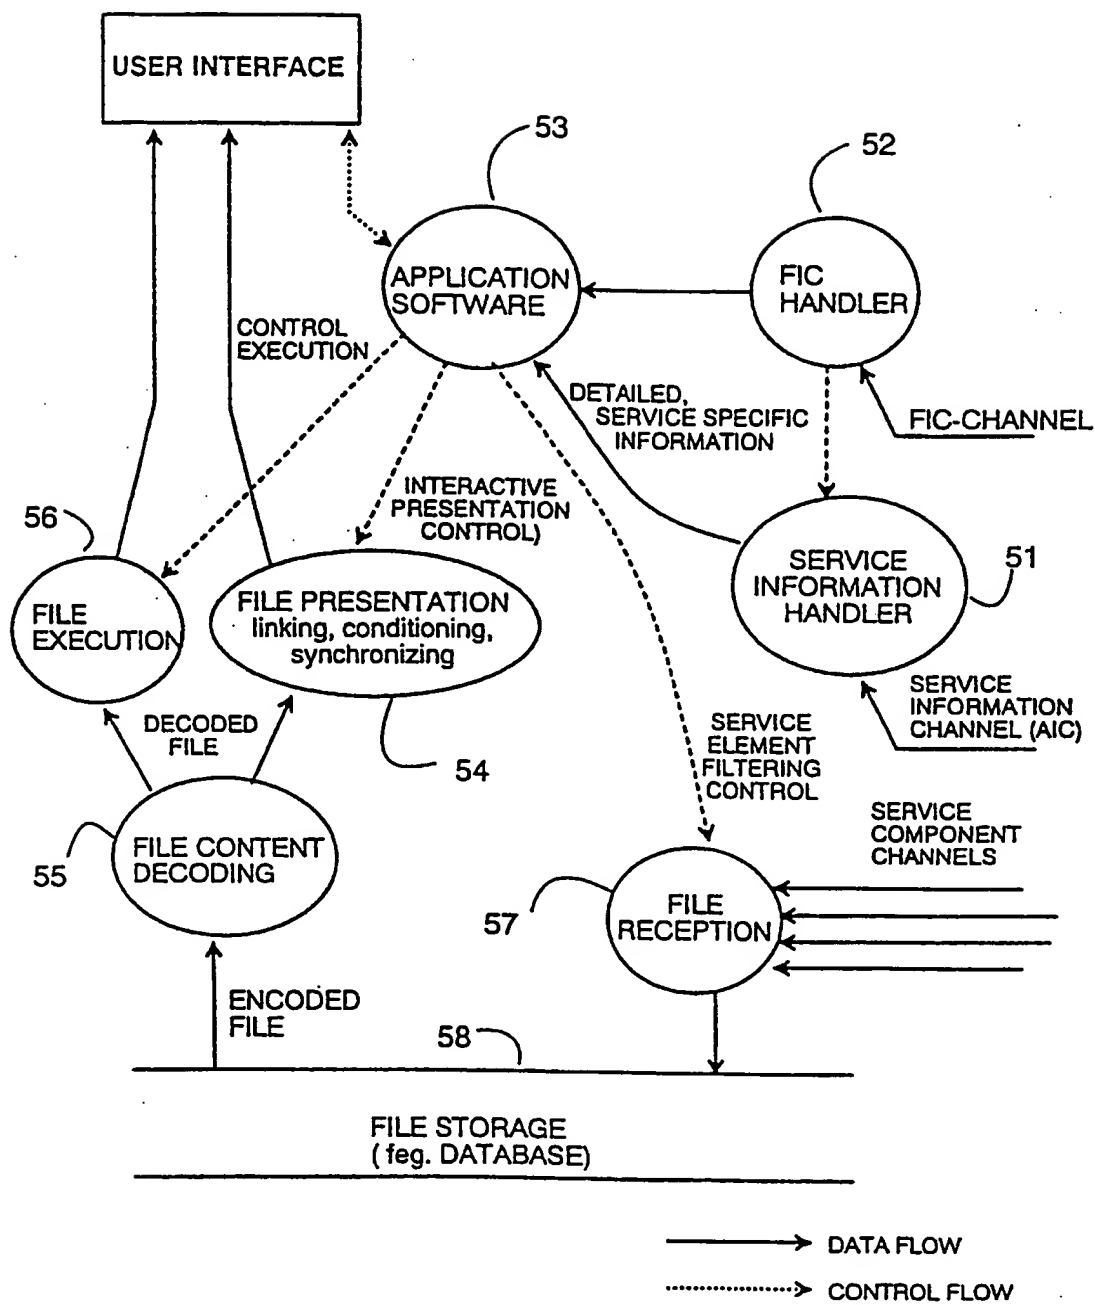 USER INTERFACE
53
52
APPLICATION
SOFTWARE
FIC
HANDLER
CONTROL
EXECUTION
DETAILED,
SERVICE SPECIFIC
INFORMATION
FIC-CHANNEL
INTERACTIVE
PRESENTATION
CONTROL)
56
51
SERVICE
INFORMATION
HANDLER
FILE
EXECUTION
FILE PRESENTATION
linking, conditioning,
synchronizing
SERVICE
INFORMATION
CHANNEL (AIC)
DECODED
FILE
54
SERVICE
ELEMENT
FILTERING
CONTROL
SERVICE
COMPONENT
CHANNELS
55
FILE CONTENT
DECODING
57
FILE
RECEPTION
ENCODED
FILE
58
FILE STORAGE
( feg. DATABASE)
DATA FLOW
CONTROL FLOW